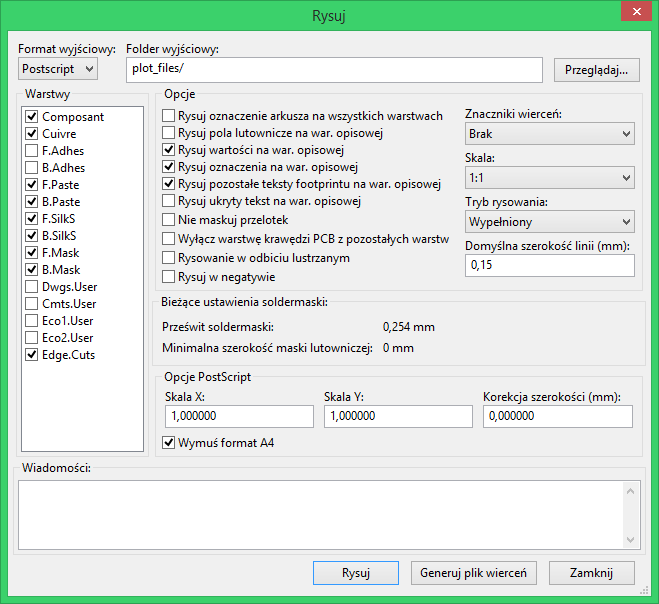 Rysuj
Format wyjściowy: Folder wyjściowy:
Postscript plot_files/ Przeglądaj...
Warstwy
Composant
Cuivre
F.Adhes
B.Adhes
F.Paste
B.Paste
F.SilkS
B.SilkS
F.Mask
B.Mask
Dwgs.User
Cmts.User
Eco1.User
Eco2.User
Edge.Cuts
Opcje
Rysuj oznaczenie arkusza na wszystkich warstwach
Rysuj pola lutownicze na war. opisowej
Rysuj wartości na war. opisowej
Rysuj oznaczenia na war. opisowej
Rysuj pozostałe teksty footprintu na war. opisowej
Rysuj ukryty tekst na war. opisowej
Nie maskuj przelotek
Wyłącz warstwę krawędzi PCB z pozostałych warstw
Rysowanie w odbiciu lustrzanym
Rysuj w negatywie
Znaczniki wierceń:
Brak
Skala:
1:1
Tryb rysowania:
Wypełniony
Domyślna szerokość linii (mm):
0,15
Bieżące ustawienia soldermaski:
Prześwit soldermaski: 0,254 mm
Minimalna szerokość maski lutowniczej: 0 mm
Opcje PostScript
Skala X: Skala Y: Korekcja szerokości (mm):
1,000000 1,000000 0,000000
Wymuś format A4
Wiadomości:
Rysuj Generuj plik wierceń Zamknij